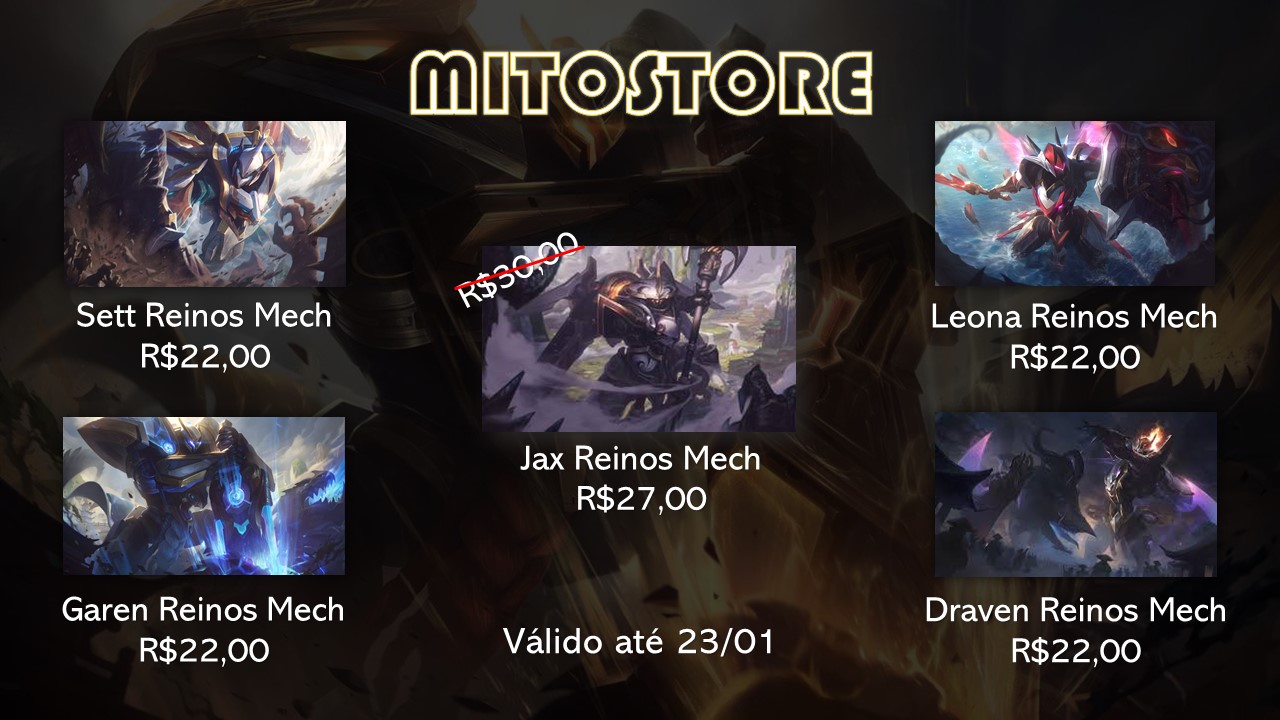 MITOSTORE
Sett Reinos Mech
R$22,00
Leona Reinos Mech
R$22,00
R$30,00
Jax Reinos Mech
R$27,00
Garen Reinos Mech
R$22,00
Draven Reinos Mech
R$22,00
Válido até 23/01